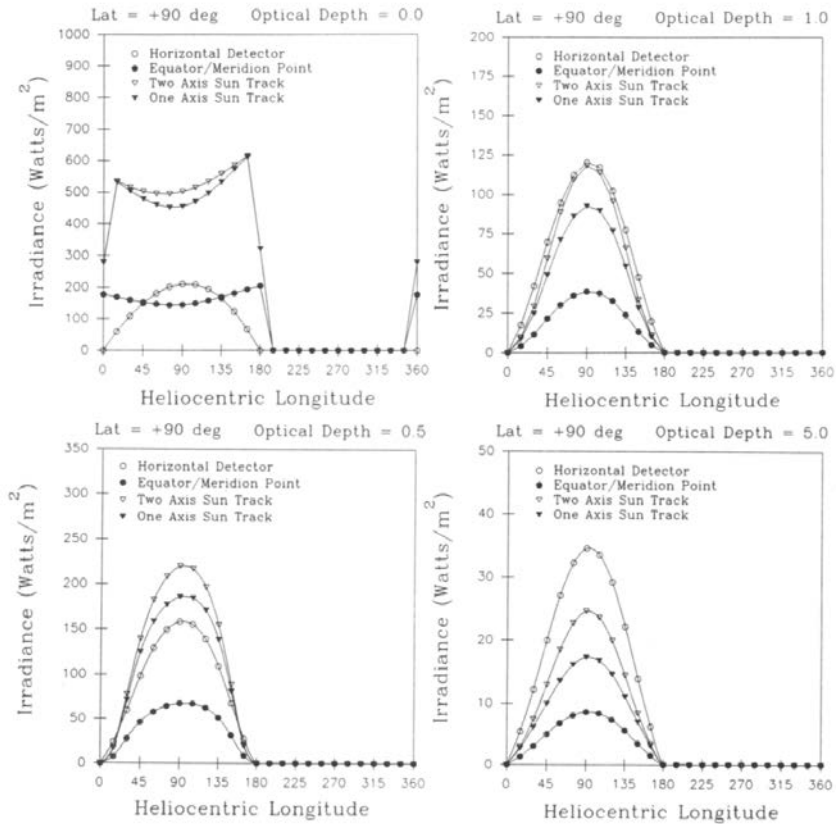 Lat = +90 deg Optical Depth = 0.0
1000
900
800
700
600
500
400
300
200
100
0
Irradiance (Watts/m²)
Horizontal Detector
Equator/Meridion Point
Two Axis Sun Track
One Axis Sun Track
0 45 90 135 180 225 270 315 360
Heliocentric Longitude
Lat = +90 deg Optical Depth = 1.0
200
175
150
125
100
75
50
25
0
Irradiance (Watts/m²)
Horizontal Detector
Equator/Meridion Point
Two Axis Sun Track
One Axis Sun Track
0 45 90 135 180 225 270 315 360
Heliocentric Longitude
Lat = +90 deg Optical Depth = 0.5
350
300
250
200
150
100
50
0
Irradiance (Watts/m²)
Horizontal Detector
Equator/Meridion Point
Two Axis Sun Track
One Axis Sun Track
0 45 90 135 180 225 270 315 360
Heliocentric Longitude
Lat = +90 deg Optical Depth = 5.0
50
40
30
20
10
0
Irradiance (Watts/m²)
Horizontal Detector
Equator/Meridion Point
Two Axis Sun Track
One Axis Sun Track
0 45 90 135 180 225 270 315 360
Heliocentric Longitude